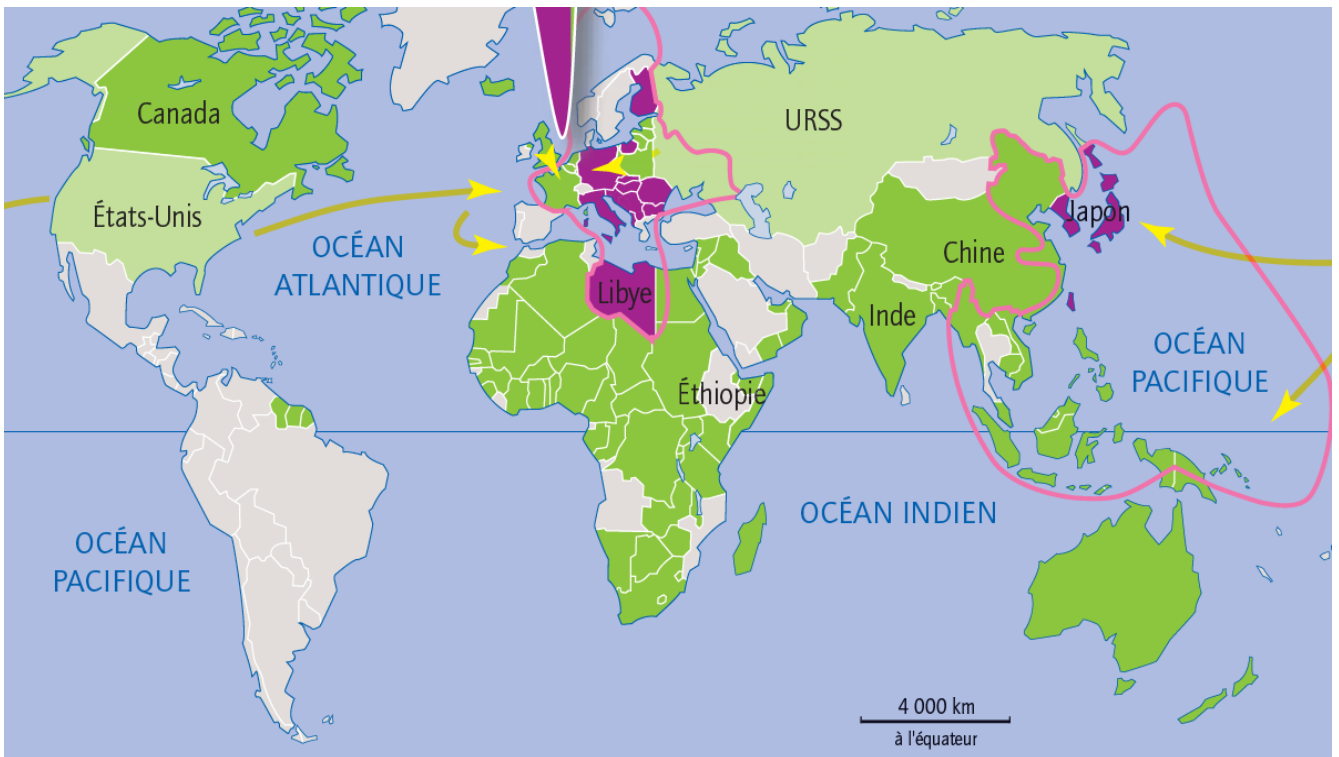 Canada
URSS
États-Unis
Japon
OCÉAN
ATLANTIQUE
Chine
Libye
Inde
OCÉAN
PACIFIQUE
Éthiopie
OCÉAN INDIEN
OCÉAN
PACIFIQUE
4 000 km
à l'équateur